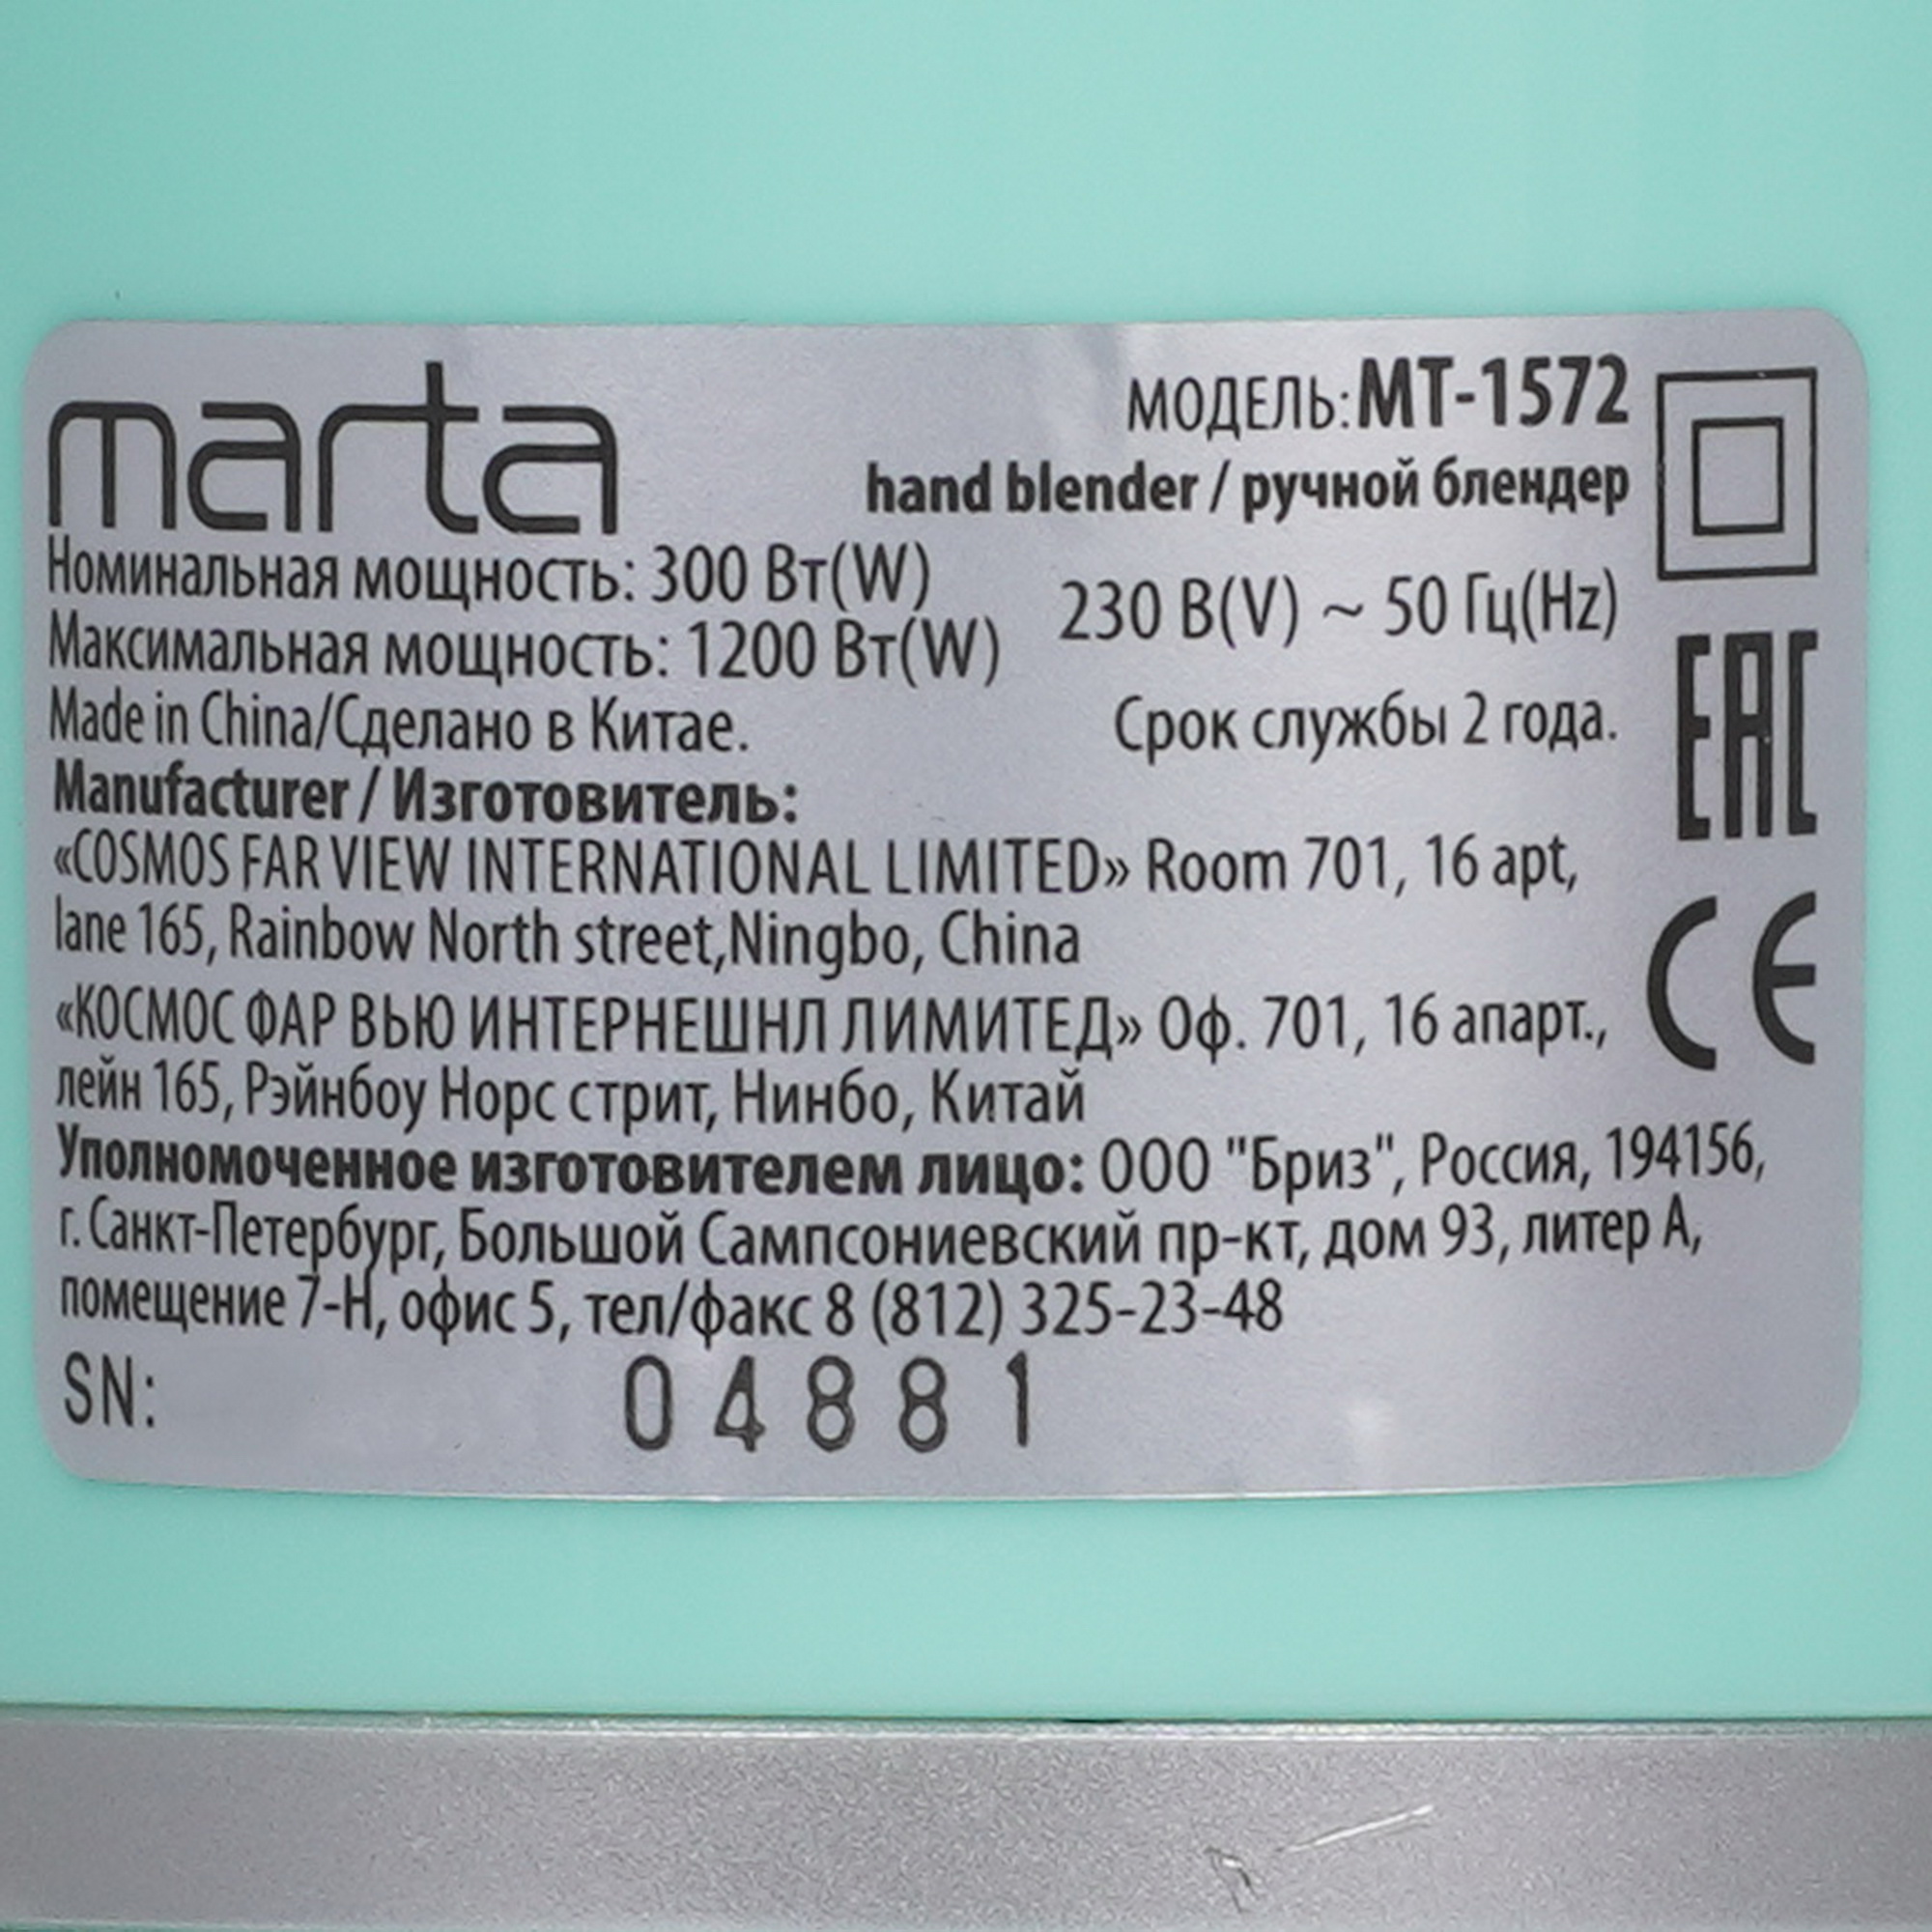 marta
МОДЕЛЬ: MT-1572
hand blender / ручной блендер
Номинальная мощность: 300 Вт(W)
230 В(V) ~ 50 Гц(Hz)
Максимальная мощность: 1200 Вт(W)
Made in China/Сделано в Китае.
Срок службы 2 года.
EAC
Manufacturer / Изготовитель:
«COSMOS FAR VIEW INTERNATIONAL LIMITED» Room 701, 16 apt,
lane 165, Rainbow North street,Ningbo, China
CE
«КОСМОС ФАР ВЬЮ ИНТЕРНЕШНЛ ЛИМИТЕД» Оф. 701, 16 апарт.,
лейн 165, Рэйнбоу Норс стрит, Нинбо, Китай
Уполномоченное изготовителем лицо: ООО "Бриз", Россия, 194156,
г. Санкт-Петербург, Большой Сампсониевский пр-кт, дом 93, литер А,
помещение 7-Н, офис 5, тел/факс 8 (812) 325-23-48
SN: 04881